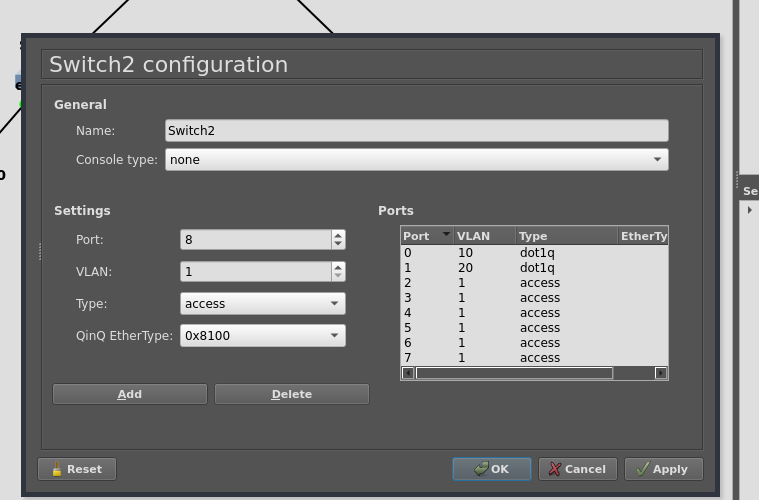 Switch2 configuration
General
Name: Switch2
Console type: none
Settings
Port: 8
VLAN: 1
Type: access
QinQ EtherType: 0x8100
Add Delete
Ports
Port VLAN Type EtherTy
0 10 dot1q
1 20 dot1q
2 1 access
3 1 access
4 1 access
5 1 access
6 1 access
7 1 access
Reset OK Cancel Apply
Se